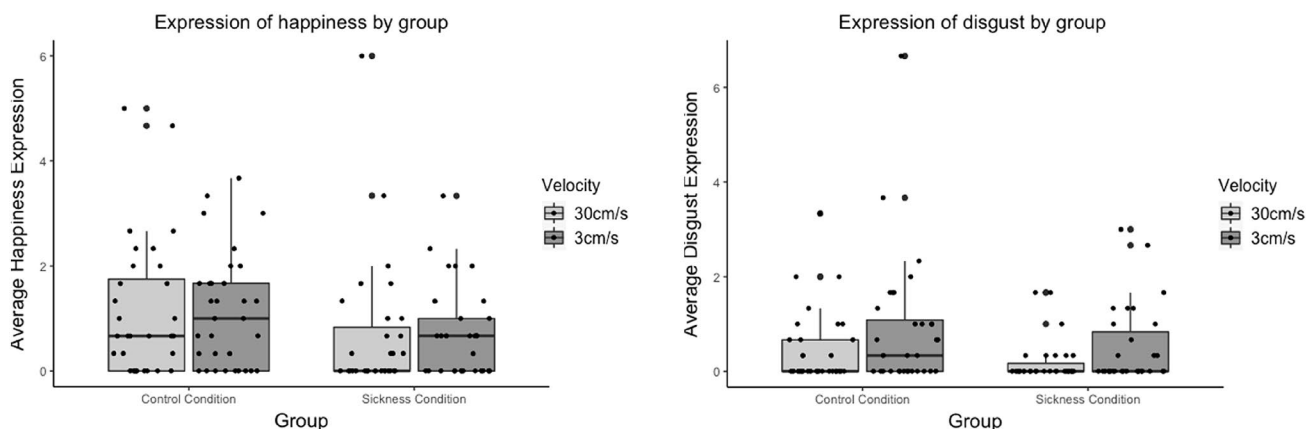 Expression of happiness by group
Average Happiness Expression
6
4
2
0
Control Condition
Sickness Condition
Group
Velocity
30cm/s
3cm/s
Expression of disgust by group
Average Disgust Expression
6
4
2
0
Control Condition
Sickness Condition
Group
Velocity
30cm/s
3cm/s